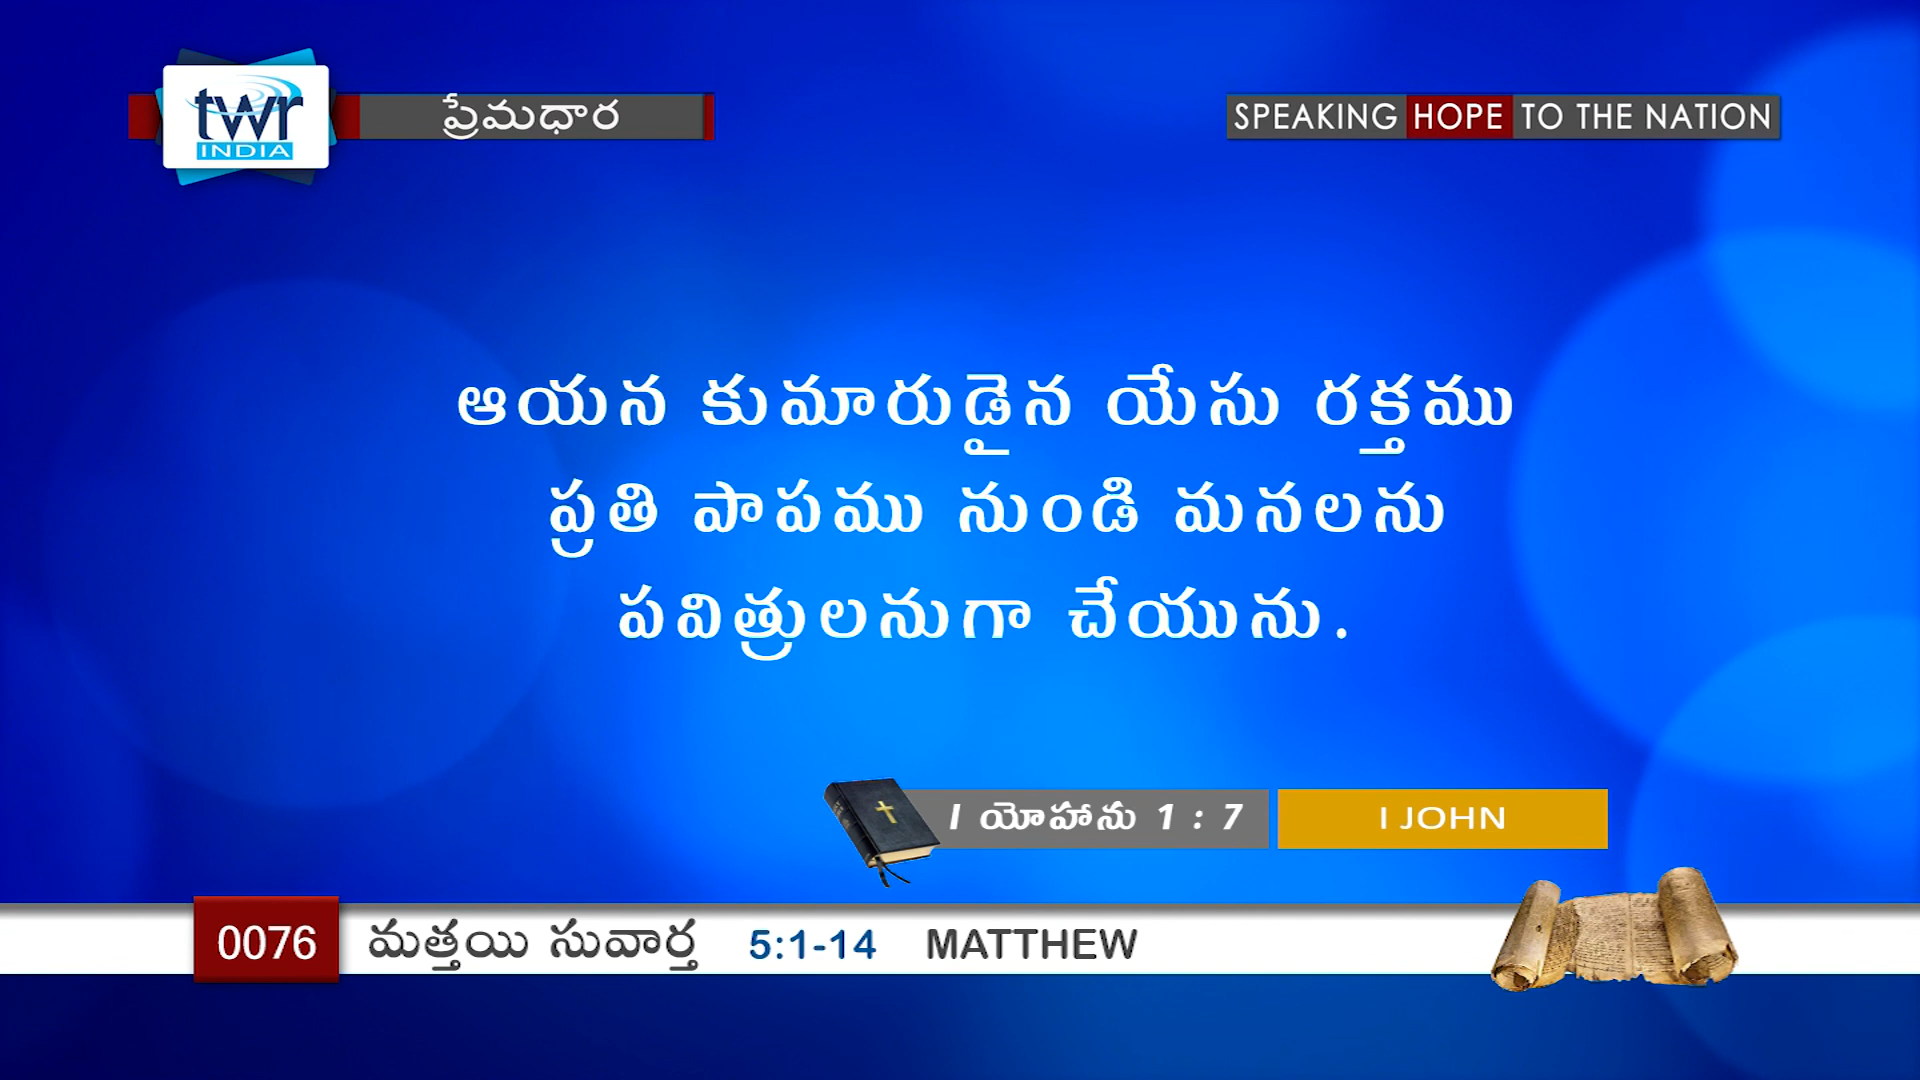 twr
INDIA
ప్రేమధార
SPEAKING HOPE TO THE NATION
ఆయన కుమారుడైన యేసు రక్తము
ప్రతి పాపము నుండి మనలను
పవిత్రులనుగా చేయును.
I యోహాను 1 : 7
I JOHN
0076 మత్తయి సువార్త 5:1-14 MATTHEW